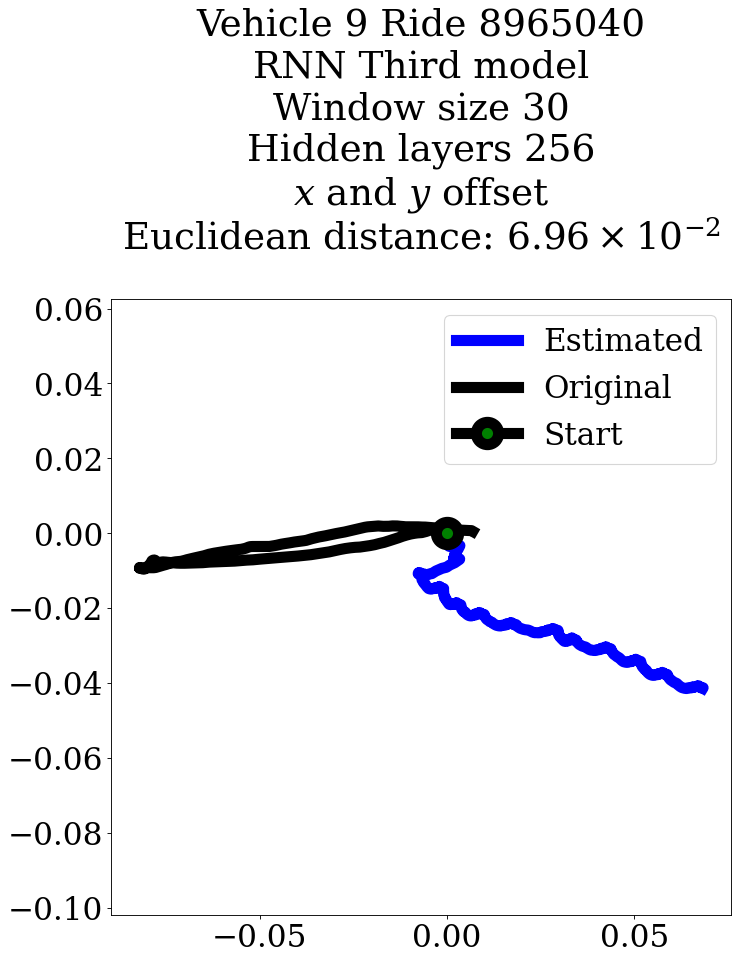 Vehicle 9 Ride 8965040
RNN Third model
Window size 30
Hidden layers 256
x and y offset
Euclidean distance: 6.96 × 10⁻²
0.06
0.04
0.02
0.00
−0.02
−0.04
−0.06
−0.08
−0.10
Estimated
Original
Start
−0.05
0.00
0.05